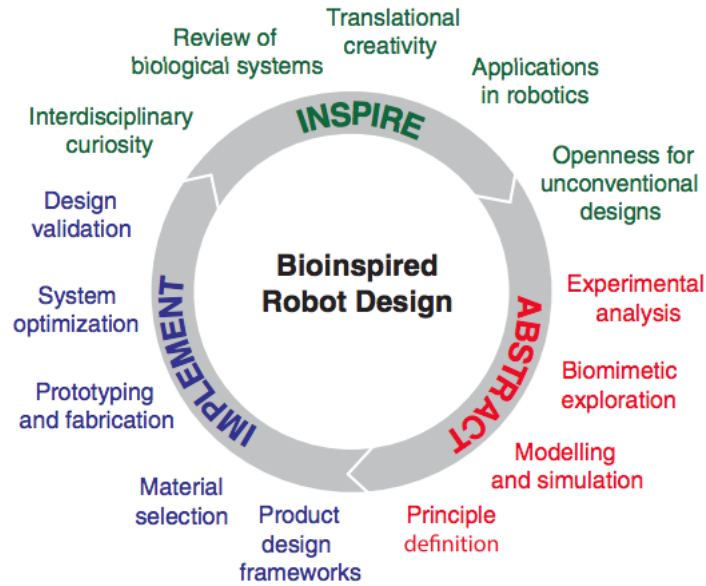 Bioinspired
Robot Design
INSPIRE
Interdisciplinary
curiosity
Review of
biological systems
Translational
creativity
Applications
in robotics
Openness for
unconventional
designs
ABSTRACT
Experimental
analysis
Biomimetic
exploration
Modelling
and simulation
Principle
definition
IMPLEMENT
Product
design
frameworks
Material
selection
Prototyping
and fabrication
System
optimization
Design
validation